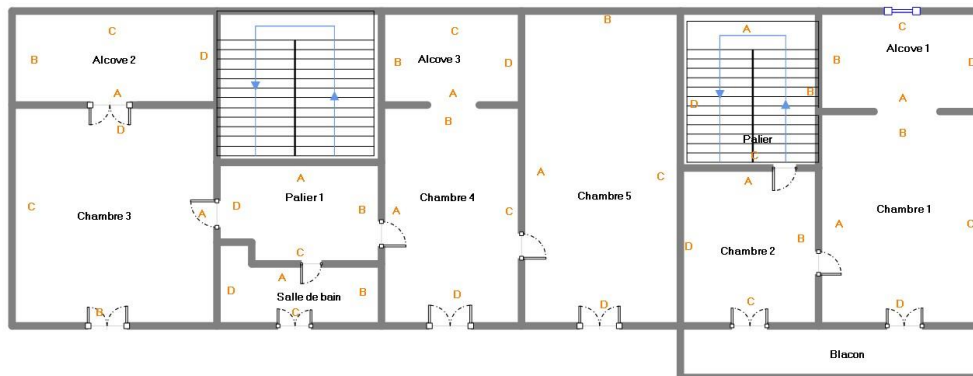 B
C
A
C
C
D
Alcove 2
B
D
Alcove 3
B
D
B
Alcove 1
D
A
A
A
B
D
A
D
B
B
Palier
C
A
A
A
C
C
Chambre 3
A
D
Palier 1
B
A
Chambre 4
C
Chambre 5
B
D
Chambre 2
A
Chambre 1
C
C
A
D
Salle de bain
B
B
C
D
D
C
D
Blacon